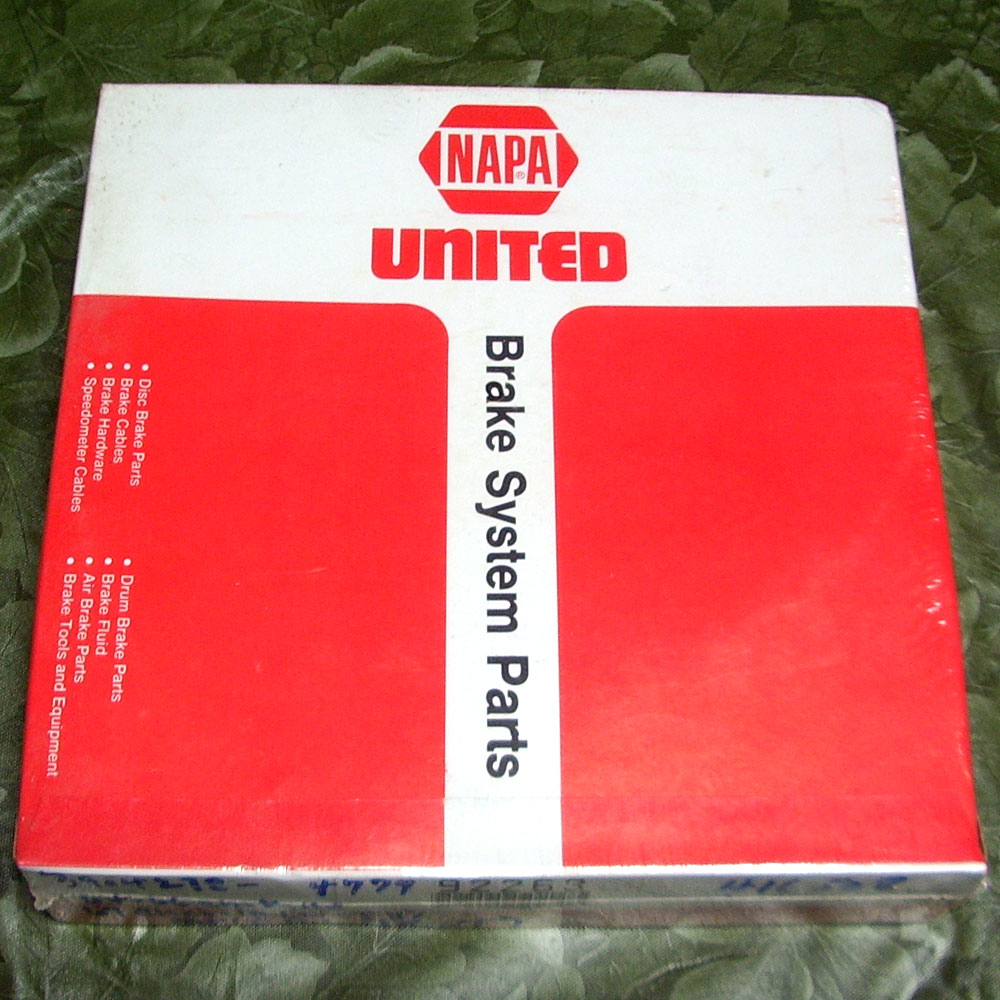 NAPA®
UNITED
Brake System Parts
• Disc Brake Parts
• Brake Cables
• Brake Hardware
• Speedometer Cables
• Drum Brake Parts
• Brake Fluid
• Air Brake Parts
• Brake Tools and Equipment